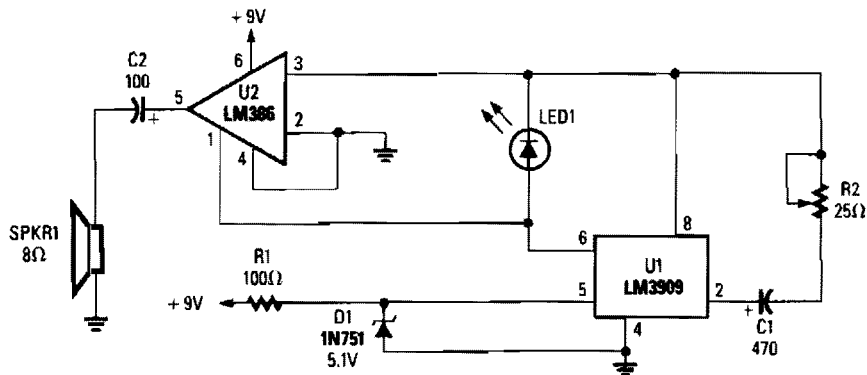 + 9V
C2
100
6
3
U2
LM386
5
+
1
2
4
LED1
SPKR1
8Ω
R2
25Ω
6
8
U1
LM3909
R1
100Ω
+ 9V
5
2
+
C1
470
D1
1N751
5.1V
4